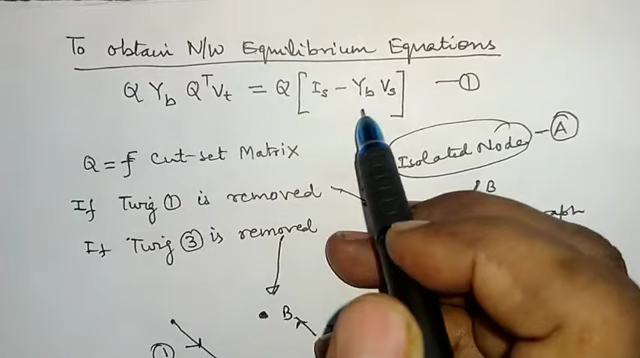 To obtain N/W Equilibrium Equations
Q Y_b Q^T V_t = Q [I_s - Y_b V_s] — ①
Isolated Node — Ⓐ
Q = f cut-set Matrix
If Twig ① is removed
B
If Twig ③ is removed
B
①